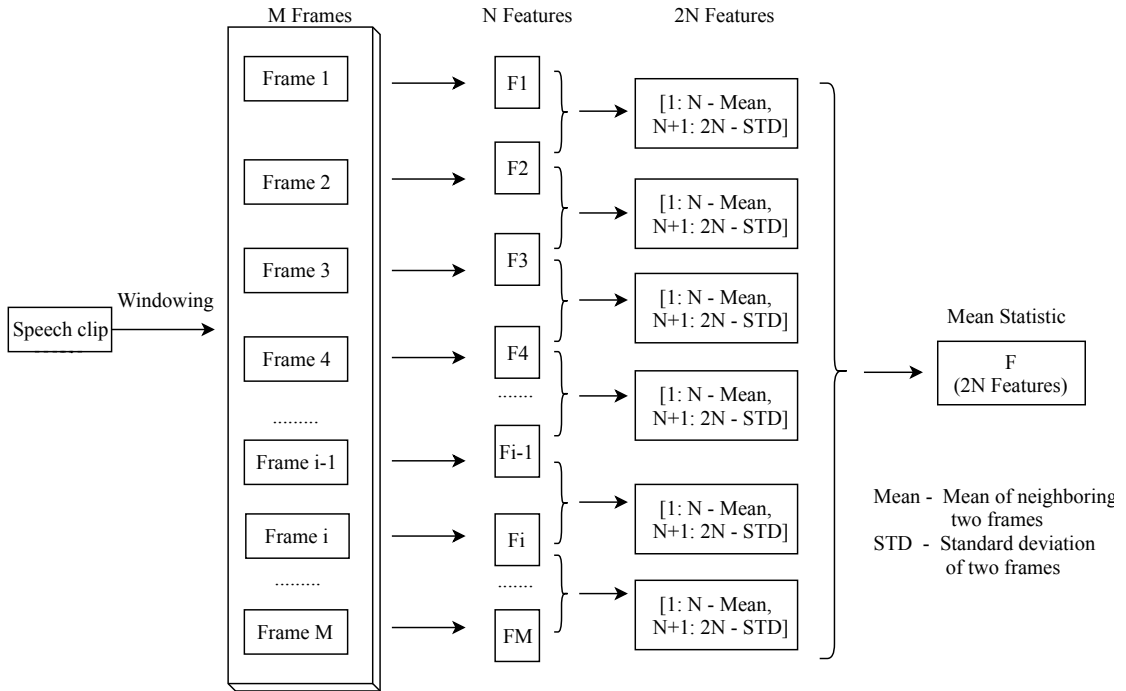 M Frames
N Features
2N Features
Frame 1
F1
[1: N - Mean,
N+1: 2N - STD]
Frame 2
F2
[1: N - Mean,
N+1: 2N - STD]
Frame 3
F3
[1: N - Mean,
N+1: 2N - STD]
Windowing
Speech clip
Mean Statistic
Frame 4
F4
F
(2N Features)
.........
.......
[1: N - Mean,
N+1: 2N - STD]
Frame i-1
Fi-1
Frame i
Fi
[1: N - Mean,
N+1: 2N - STD]
Mean - Mean of neighboring
two frames
STD - Standard deviation
of two frames
.........
.......
Frame M
FM
[1: N - Mean,
N+1: 2N - STD]